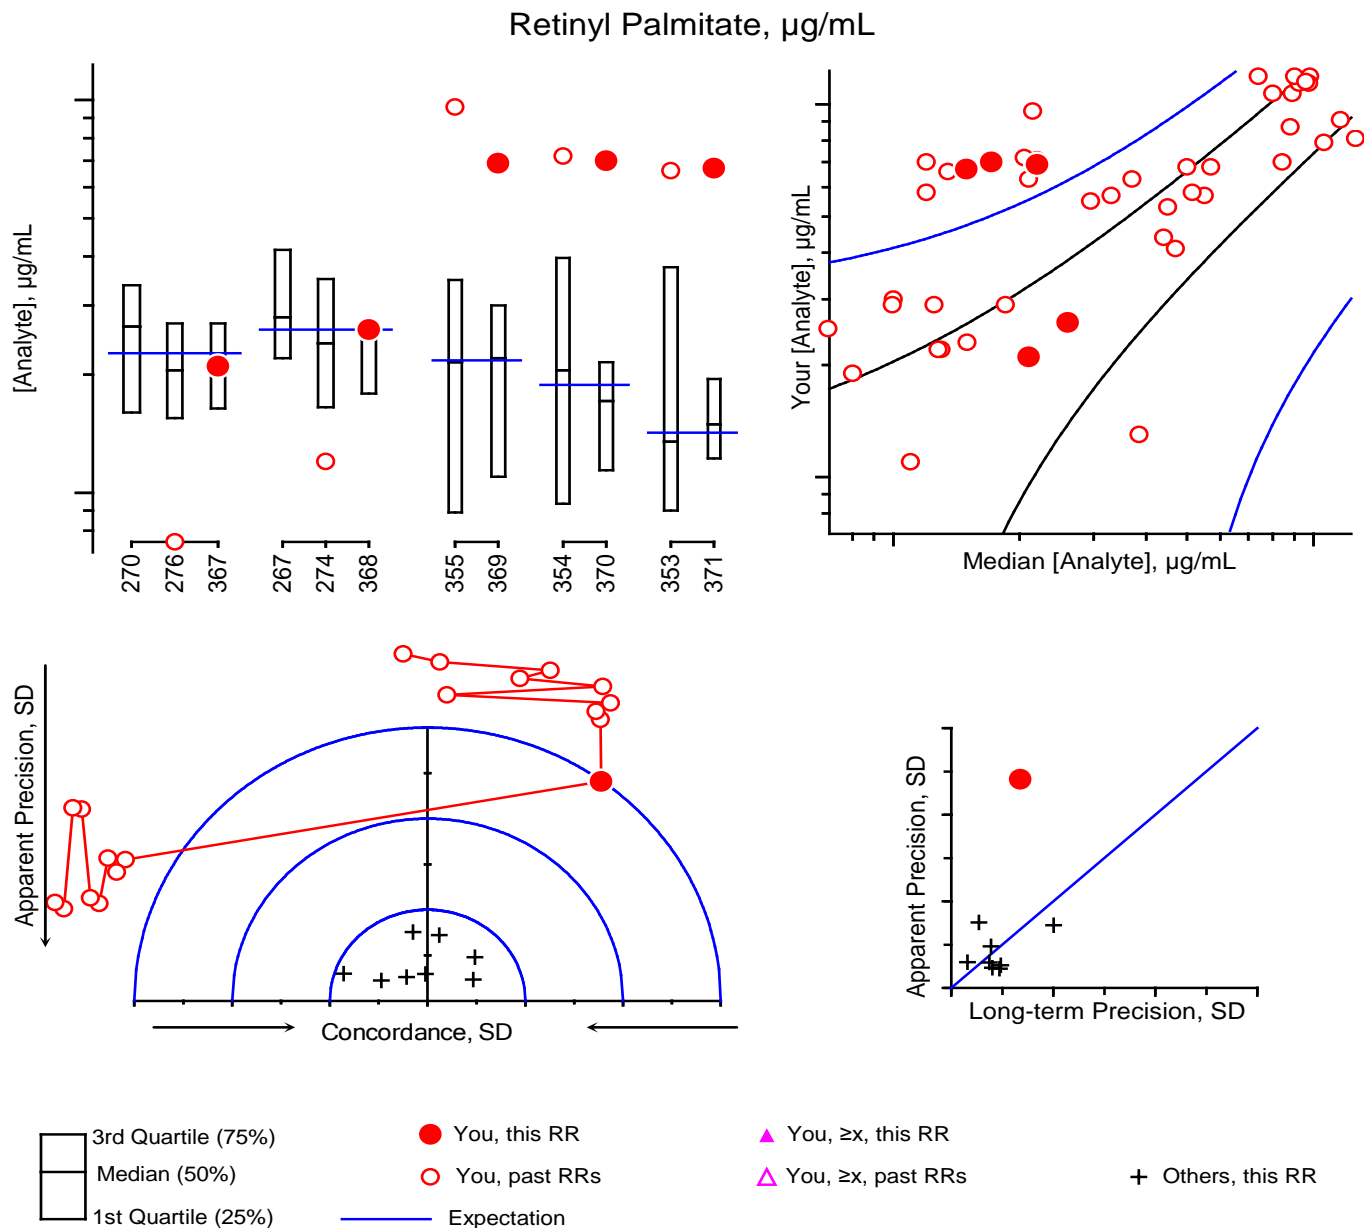 Retinyl Palmitate, µg/mL
[Analyte], µg/mL
270
276
367
267
274
368
355
369
354
370
353
371
Your [Analyte], µg/mL
Median [Analyte], µg/mL
Apparent Precision, SD
Concordance, SD
Apparent Precision, SD
Long-term Precision, SD
3rd Quartile (75%)
Median (50%)
1st Quartile (25%)
You, this RR
You, past RRs
Expectation
You, ≥x, this RR
You, ≥x, past RRs
Others, this RR